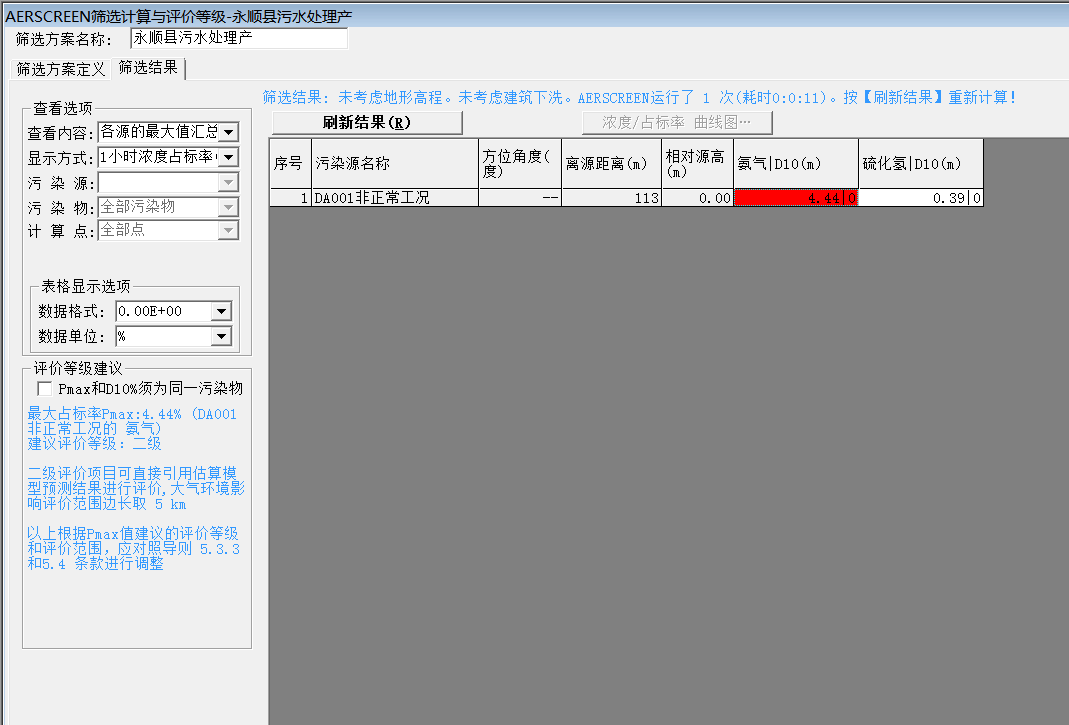 AERSCREEN筛选计算与评价等级-永顺县污水处理产
筛选方案名称: 永顺县污水处理产
筛选方案定义 筛选结果
筛选结果: 未考虑地形高程。未考虑建筑下洗。AERSCREEN运行了 1 次(耗时0:0:11)。按【刷新结果】重新计算!
刷新结果(R) 浓度/占标率 曲线图…
查看选项
查看内容: 各源的最大值汇总
显示方式: 1小时浓度占标率
污 染 源:
污 染 物: 全部污染物
计 算 点: 全部点
表格显示选项
数据格式: 0.00E+00
数据单位: %
评价等级建议
Pmax和D10%须为同一污染物
最大占标率Pmax:4.44% (DA001
非正常工况的 氨气)
建议评价等级: 二级
二级评价项目可直接引用估算模
型预测结果进行评价,大气环境影
响评价范围边长取 5 km
以上根据Pmax值建议的评价等级
和评价范围，应对照导则 5.3.3
和5.4 条款进行调整
序号 污染源名称 方位角度(度) 离源距离(m) 相对源高(m) 氨气|D10(m) 硫化氢|D10(m)
1 DA001非正常工况 -- 113 0.00 4.44|0 0.39|0